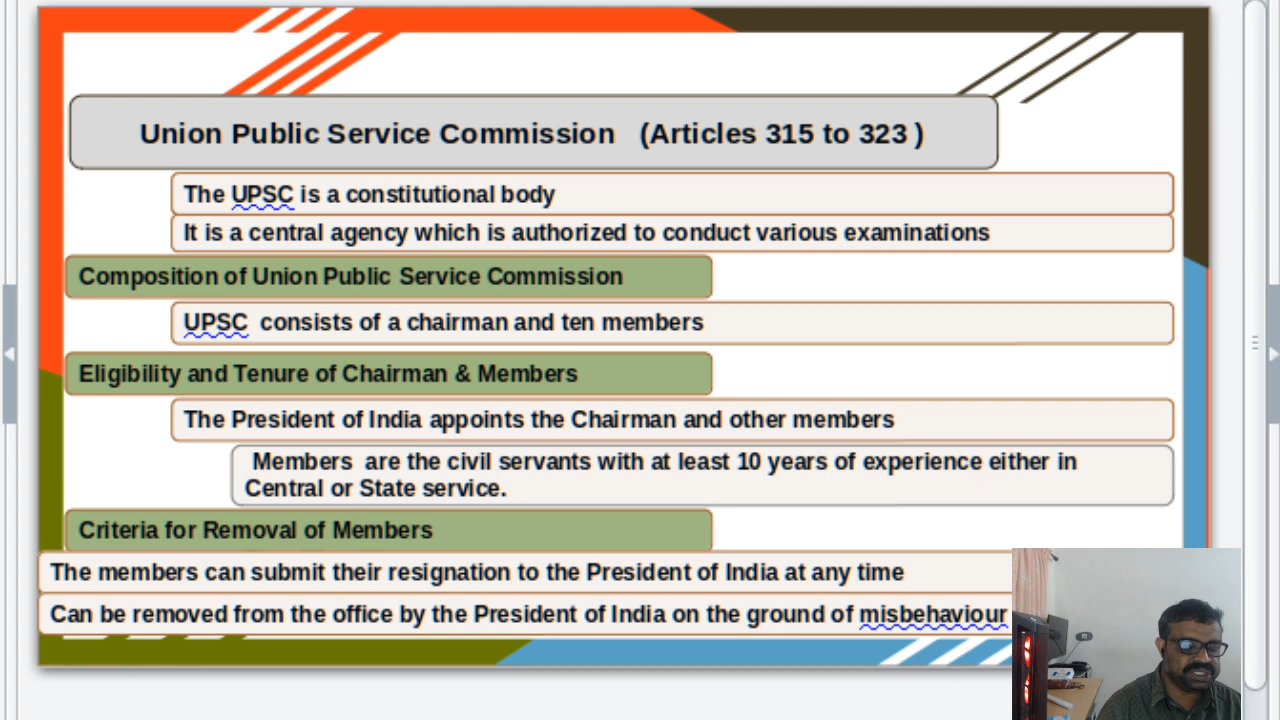 Union Public Service Commission (Articles 315 to 323 )
The UPSC is a constitutional body
It is a central agency which is authorized to conduct various examinations
Composition of Union Public Service Commission
UPSC consists of a chairman and ten members
Eligibility and Tenure of Chairman & Members
The President of India appoints the Chairman and other members
Members are the civil servants with at least 10 years of experience either in
Central or State service.
Criteria for Removal of Members
The members can submit their resignation to the President of India at any time
Can be removed from the office by the President of India on the ground of misbehaviour